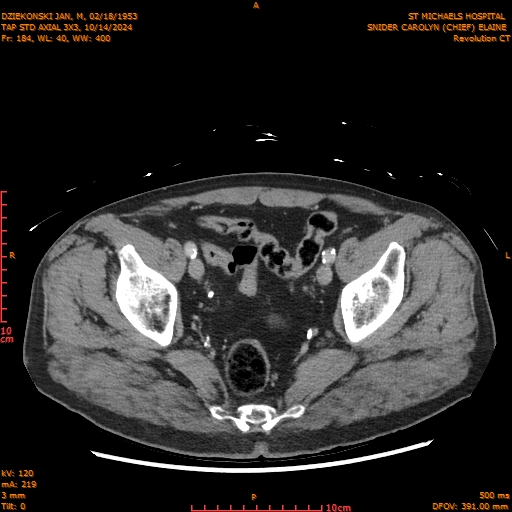 A
DZIEKONSKI JAN, M, 02/18/1953
TAP STD AXIAL 3X3, 10/14/2024
Fr: 184, WL: 40, WW: 400
ST MICHAELS HOSPITAL
SNIDER CAROLYN (CHIEF) ELAINE
Revolution CT
R
L
10
cm
kV: 120
mA: 219
3 mm
Tilt: 0
P
10cm
500 ms
DFOV: 391.00 mm